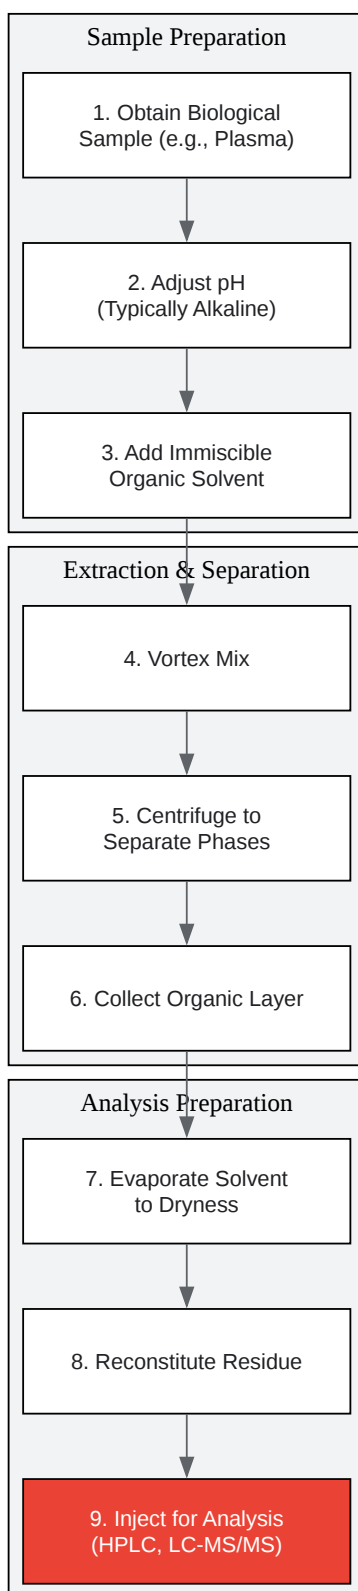 Sample Preparation
1. Obtain Biological
Sample (e.g., Plasma)
2. Adjust pH
(Typically Alkaline)
3. Add Immiscible
Organic Solvent
Extraction & Separation
4. Vortex Mix
5. Centrifuge to
Separate Phases
6. Collect Organic Layer
Analysis Preparation
7. Evaporate Solvent
to Dryness
8. Reconstitute Residue
9. Inject for Analysis
(HPLC, LC-MS/MS)